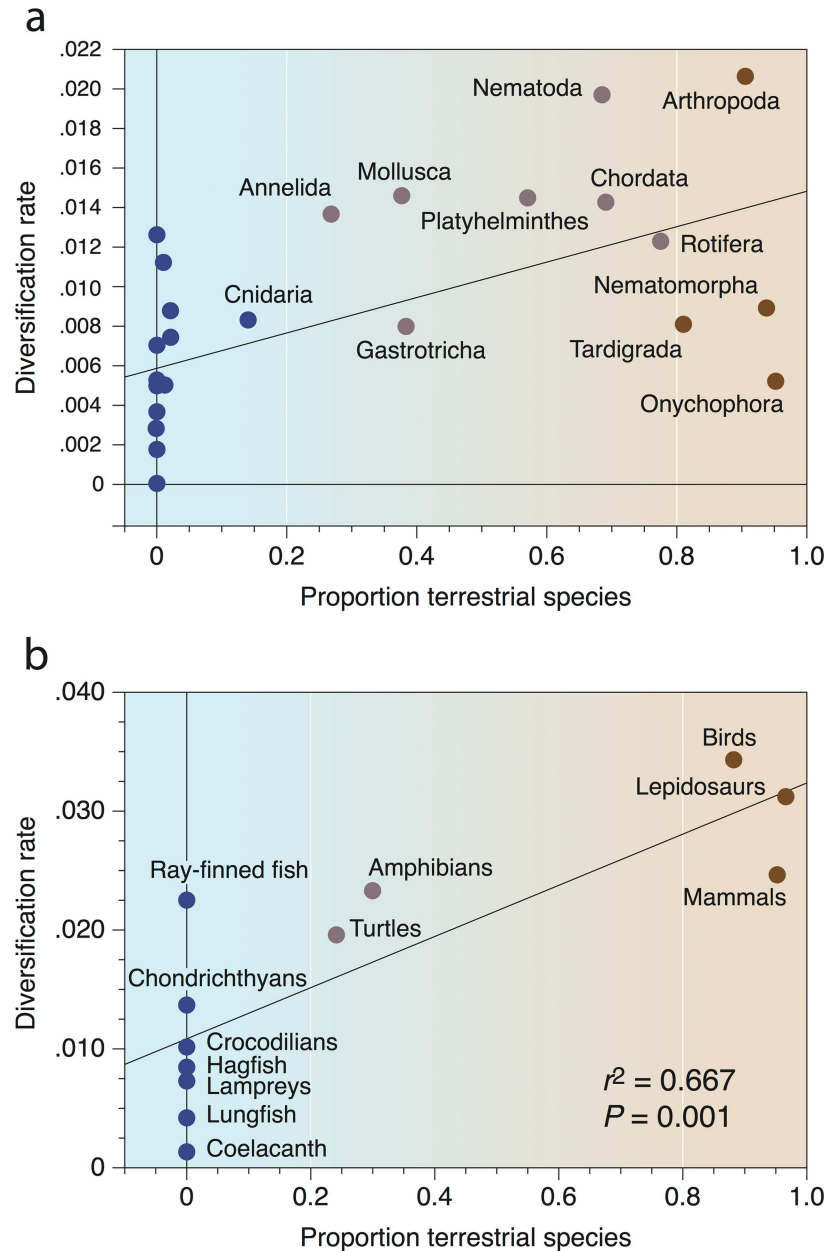 a
.022
.020
.018
.016
.014
.012
.010
.008
.006
.004
.002
0
Diversification rate
Nematoda
Arthropoda
Mollusca
Chordata
Annelida
Platyhelminthes
Rotifera
Cnidaria
Nematomorpha
Gastrotricha
Tardigrada
Onychophora
0 0.2 0.4 0.6 0.8 1.0
Proportion terrestrial species
b
.040
.030
.020
.010
0
Diversification rate
Birds
Lepidosaurs
Ray-finned fish
Amphibians
Mammals
Turtles
Chondrichthyans
Crocodilians
Hagfish
Lampreys
Lungfish
Coelacanth
r² = 0.667
P = 0.001
0 0.2 0.4 0.6 0.8 1.0
Proportion terrestrial species